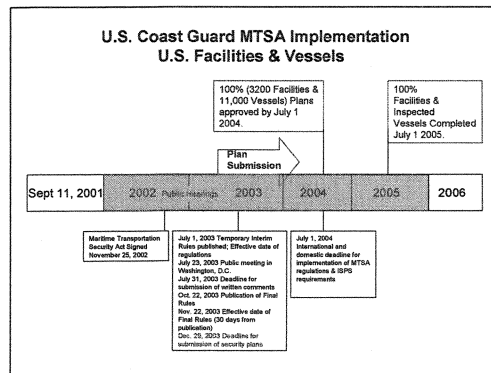 U.S. Coast Guard MTSA Implementation
U.S. Facilities & Vessels
100% (3200 Facilities &
11,000 Vessels) Plans
approved by July 1
2004.
100%
Facilities &
Inspected
Vessels Completed
July 1 2005.
Plan
Submission
Sept 11, 2001
2002
Public Hearings
2003
2004
2005
2006
Maritime Transportation
Security Act Signed
November 25, 2002
July 1, 2003 Temporary Interim
Rules published; Effective date of
regulations
July 23, 2003 Public meeting in
Washington, D.C.
July 31, 2003 Deadline for
submission of written comments
Oct. 22, 2003 Publication of Final
Rules
Nov. 22, 2003 Effective date of
Final Rules (30 days from
publication)
Dec. 29, 2003 Deadline for
submission of security plans
July 1, 2004
International and
domestic deadline for
implementation of MTSA
regulations & ISPS
requirements